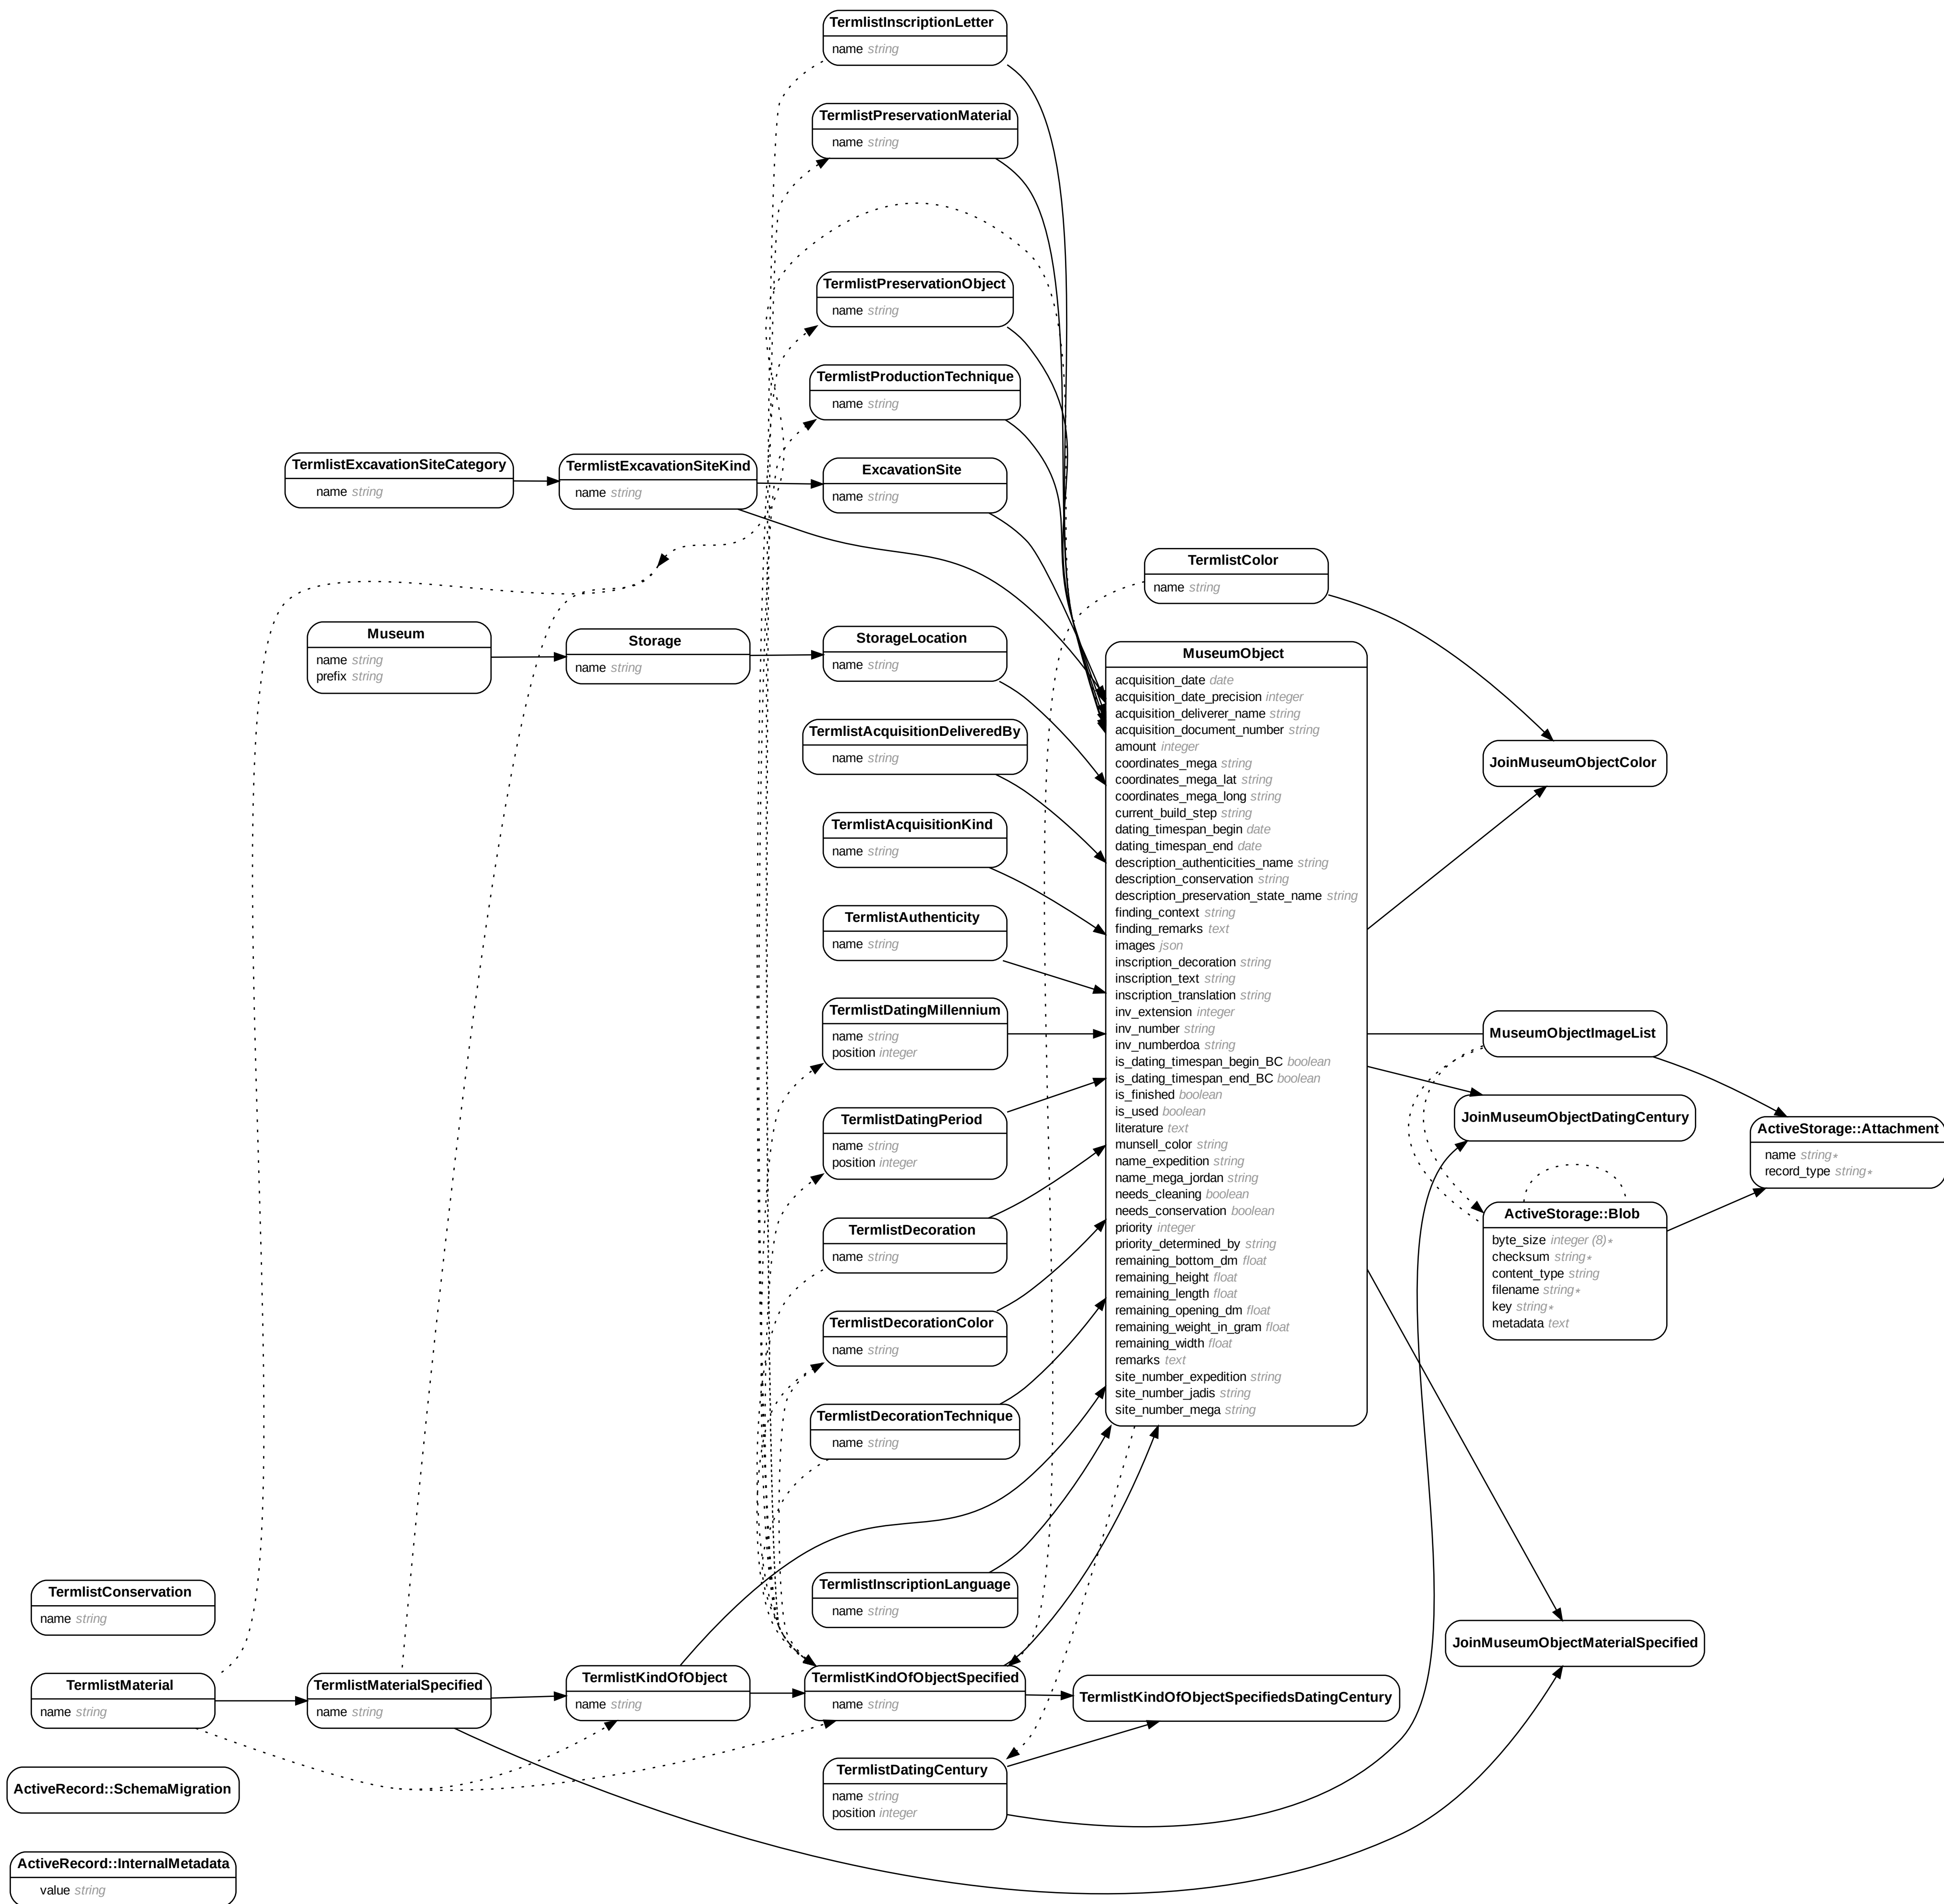 TermlistInscriptionLetter
name string
TermlistPreservationMaterial
name string
TermlistPreservationObject
name string
TermlistProductionTechnique
name string
TermlistExcavationSiteCategory
name string
TermlistExcavationSiteKind
name string
ExcavationSite
name string
TermlistColor
name string
Museum
name string
prefix string
Storage
name string
StorageLocation
name string
TermlistAcquisitionDeliveredBy
name string
TermlistAcquisitionKind
name string
TermlistAuthenticity
name string
TermlistDatingMillennium
name string
position integer
TermlistDatingPeriod
name string
position integer
TermlistDecoration
name string
TermlistDecorationColor
name string
TermlistDecorationTechnique
name string
TermlistInscriptionLanguage
name string
MuseumObject
acquisition_date date
acquisition_date_precision integer
acquisition_deliverer_name string
acquisition_document_number string
amount integer
coordinates_mega string
coordinates_mega_lat string
coordinates_mega_long string
current_build_step string
dating_timespan_begin date
dating_timespan_end date
description_authenticities_name string
description_conservation string
description_preservation_state_name string
finding_context string
finding_remarks text
images json
inscription_decoration string
inscription_text string
inscription_translation string
inv_extension integer
inv_number string
inv_numberdoa string
is_dating_timespan_begin_BC boolean
is_dating_timespan_end_BC boolean
is_finished boolean
is_used boolean
literature text
munsell_color string
name_expedition string
name_mega_jordan string
needs_cleaning boolean
needs_conservation boolean
priority integer
priority_determined_by string
remaining_bottom_dm float
remaining_height float
remaining_length float
remaining_opening_dm float
remaining_weight_in_gram float
remaining_width float
remarks text
site_number_expedition string
site_number_jadis string
site_number_mega string
JoinMuseumObjectColor
MuseumObjectImageList
JoinMuseumObjectDatingCentury
ActiveStorage::Attachment
name string∗
record_type string∗
ActiveStorage::Blob
byte_size integer (8)∗
checksum string∗
content_type string
filename string∗
key string∗
metadata text
JoinMuseumObjectMaterialSpecified
TermlistConservation
name string
TermlistMaterial
name string
TermlistMaterialSpecified
name string
TermlistKindOfObject
name string
TermlistKindOfObjectSpecified
name string
TermlistKindOfObjectSpecifiedsDatingCentury
TermlistDatingCentury
name string
position integer
ActiveRecord::SchemaMigration
ActiveRecord::InternalMetadata
value string